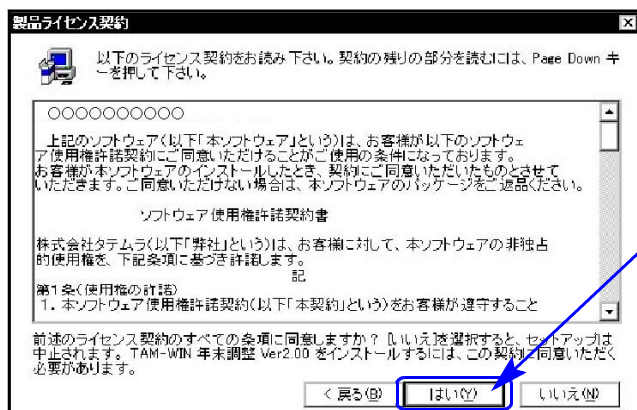 製品ライセンス契約
以下のライセンス契約をお読み下さい。契約の残りの部分を読むには、Page Down キ
ーを押して下さい。
○○○○○○○○○○
上記のソフトウェア(以下「本ソフトウェア」という)は、お客様が以下のソフトウェ
ア使用権許諾契約にご同意いただけることがご使用の条件になっております。
お客様が本ソフトウェアのインストールしたとき、契約にご同意いただいたものとさせて
いただきます。ご同意いただけない場合は、本ソフトウェアのパッケージをご返品ください。
ソフトウェア使用権許諾契約書
株式会社タテムラ(以下「弊社」という)は、お客様に対して、本ソフトウェアの非独占
的使用権を、下記条項に基づき許諾します。
記
第1条(使用権の許諾)
1. 本ソフトウェア使用権許諾契約(以下「本契約」という)をお客様が遵守すること
前述のライセンス契約のすべての条項に同意しますか? [いいえ]を選択すると、セットアップは
中止されます。 TAM-WIN 年末調整 Ver2.00 をインストールするには、この契約に同意いただく
必要があります。
< 戻る(B) はい(Y) いいえ(N)